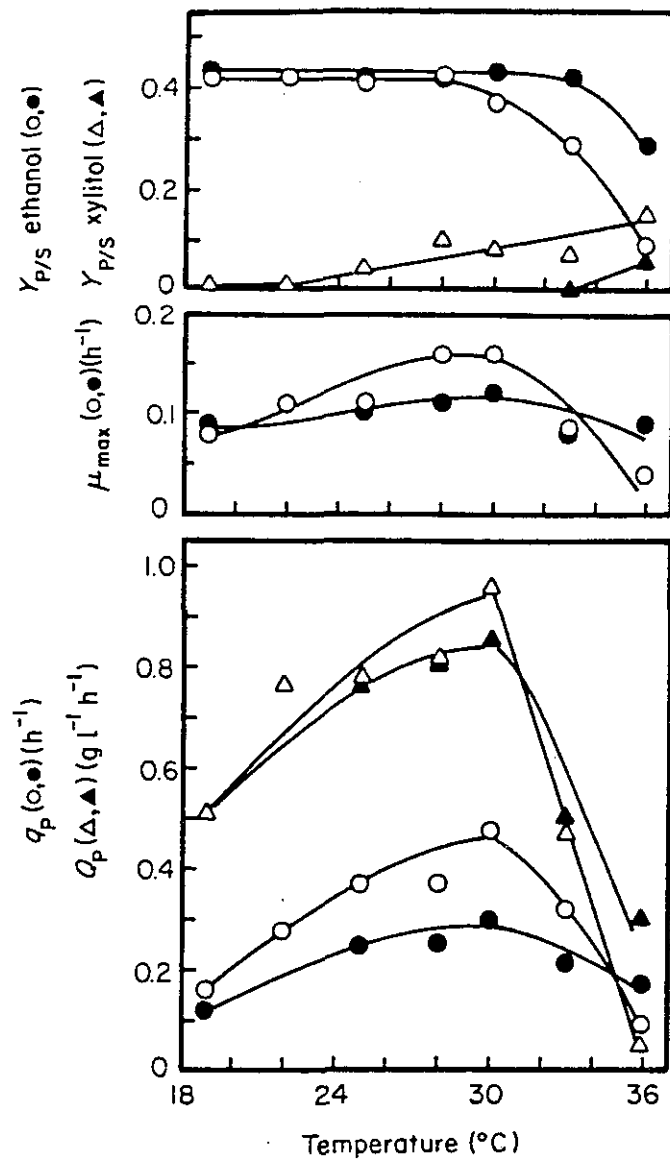 Y_P/S ethanol (o,●)
Y_P/S xylitol (△,▲)
0.4
0.2
0
μ_max (o,●)(h⁻¹)
0.2
0.1
0
q_p (o,●)(h⁻¹)
Q_p (△,▲) (g l⁻¹ h⁻¹)
1.0
0.8
0.6
0.4
0.2
0
18 24 30 36
Temperature (°C)